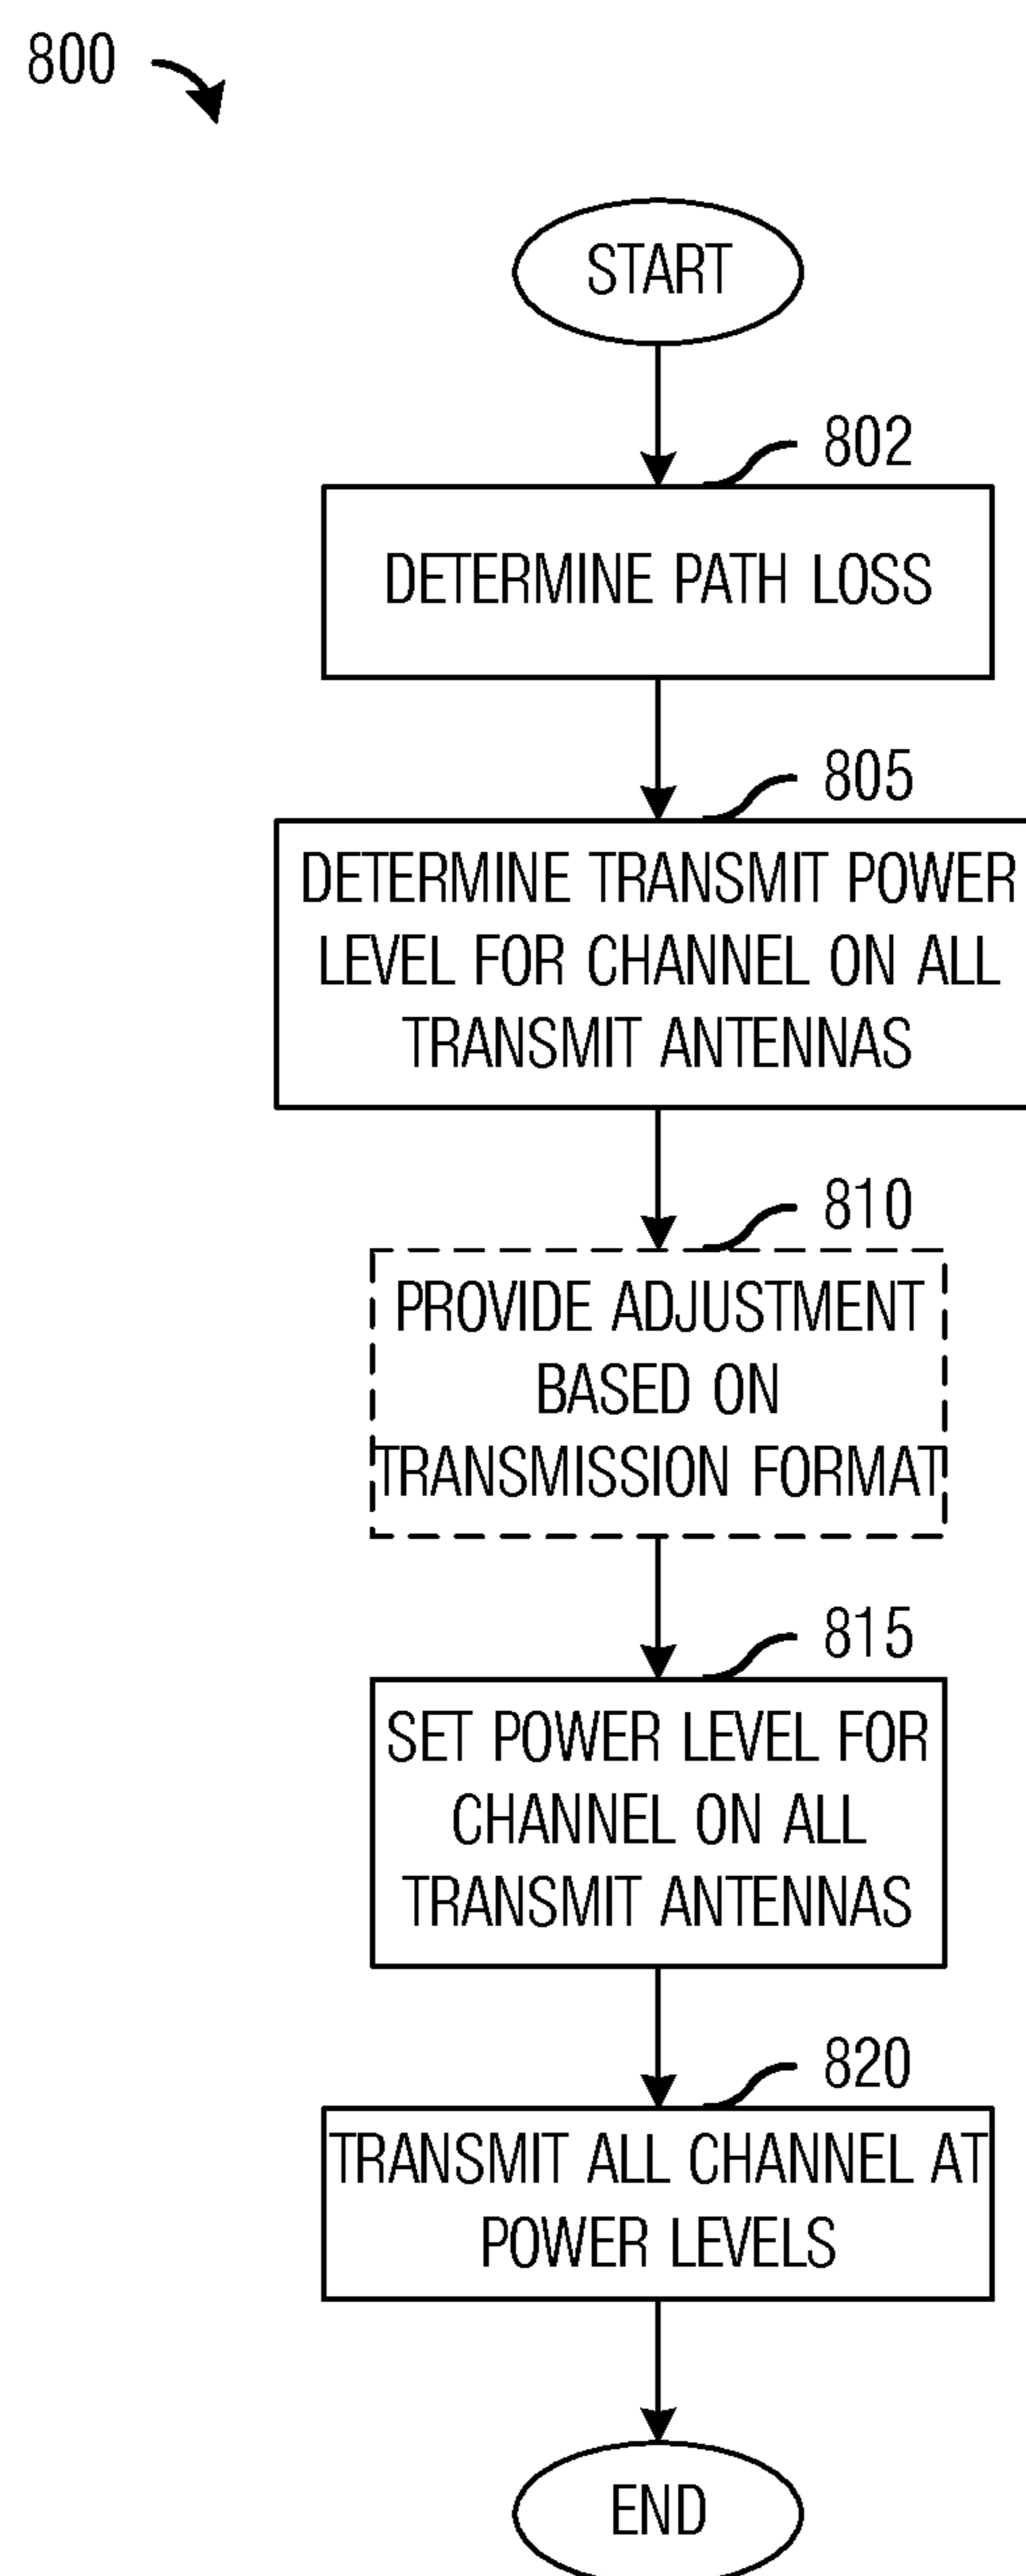 800
START
802
DETERMINE PATH LOSS
805
DETERMINE TRANSMIT POWER
LEVEL FOR CHANNEL ON ALL
TRANSMIT ANTENNAS
810
PROVIDE ADJUSTMENT
BASED ON
TRANSMISSION FORMAT
815
SET POWER LEVEL FOR
CHANNEL ON ALL
TRANSMIT ANTENNAS
820
TRANSMIT ALL CHANNEL AT
POWER LEVELS
END